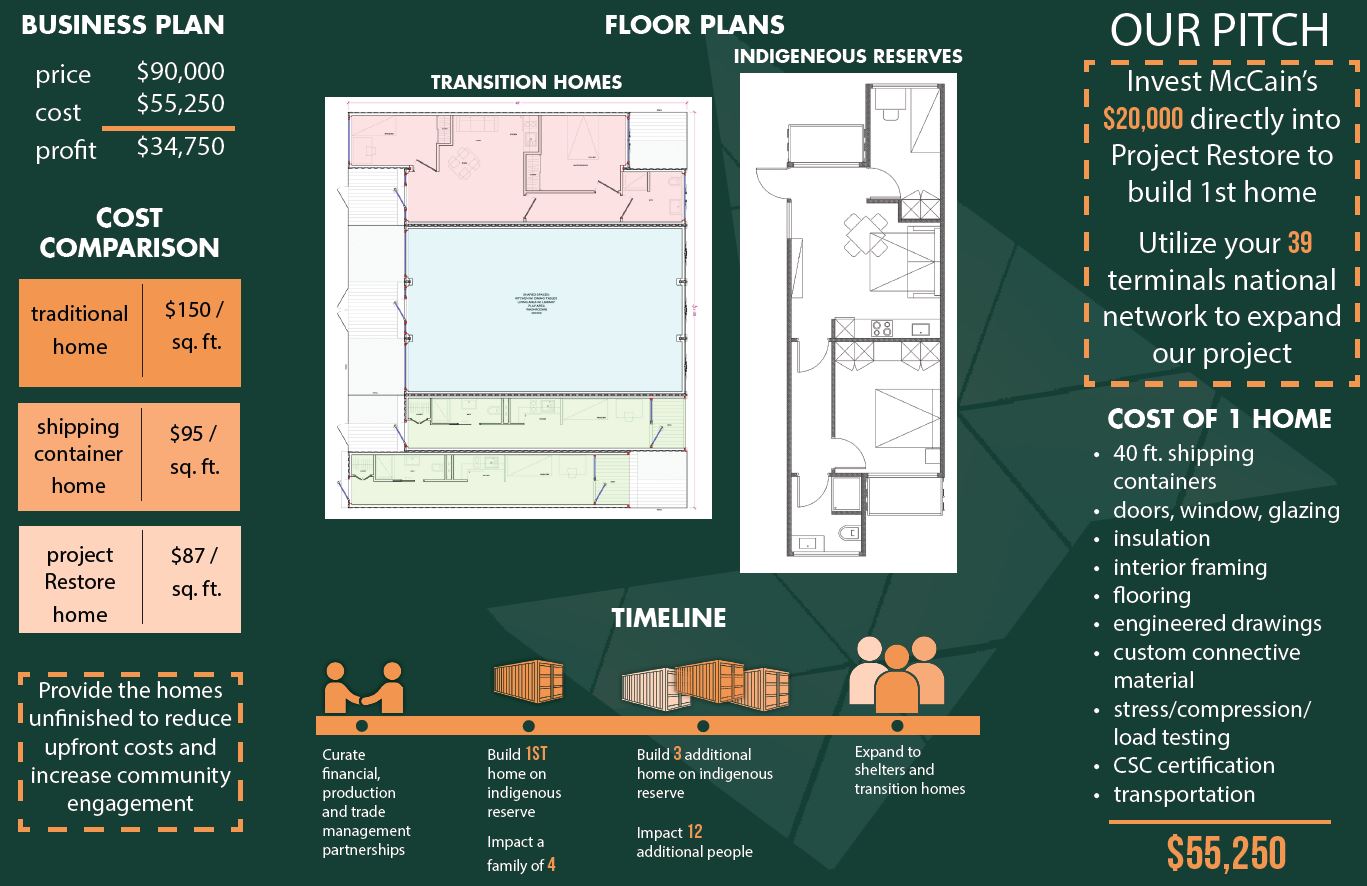 BUSINESS PLAN
price $90,000
cost $55,250
profit $34,750
COST
COMPARISON
traditional
home
$150 /
sq. ft.
shipping
container
home
$95 /
sq. ft.
project
Restore
home
$87 /
sq. ft.
Provide the homes
unfinished to reduce
upfront costs and
increase community
engagement
FLOOR PLANS
TRANSITION HOMES
INDIGENEOUS RESERVES
TIMELINE
Curate
financial,
production
and trade
management
partnerships
Build 1ST
home on
indigenous
reserve
Impact a
family of 4
Build 3 additional
home on indigenous
reserve
Impact 12
additional people
Expand to
shelters and
transition homes
OUR PITCH
Invest McCain’s
$20,000 directly into
Project Restore to
build 1st home
Utilize your 39
terminals national
network to expand
our project
COST OF 1 HOME
• 40 ft. shipping
containers
• doors, window, glazing
• insulation
• interior framing
• flooring
• engineered drawings
• custom connective
material
• stress/compression/
load testing
• CSC certification
• transportation
$55,250